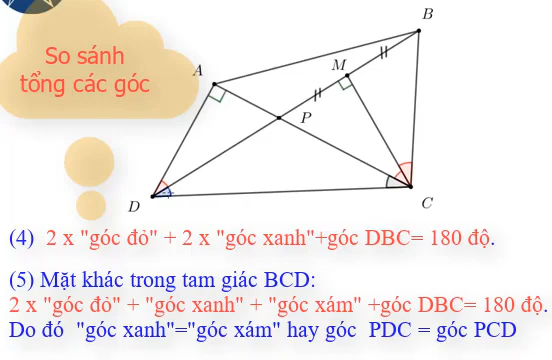 So sánh
tổng các góc
B
A
M
P
D
C
(4) 2 x "góc đỏ" + 2 x "góc xanh"+góc DBC= 180 độ.
(5) Mặt khác trong tam giác BCD:
2 x "góc đỏ" + "góc xanh" + "góc xám" +góc DBC= 180 độ.
Do đó "góc xanh"="góc xám" hay góc PDC = góc PCD